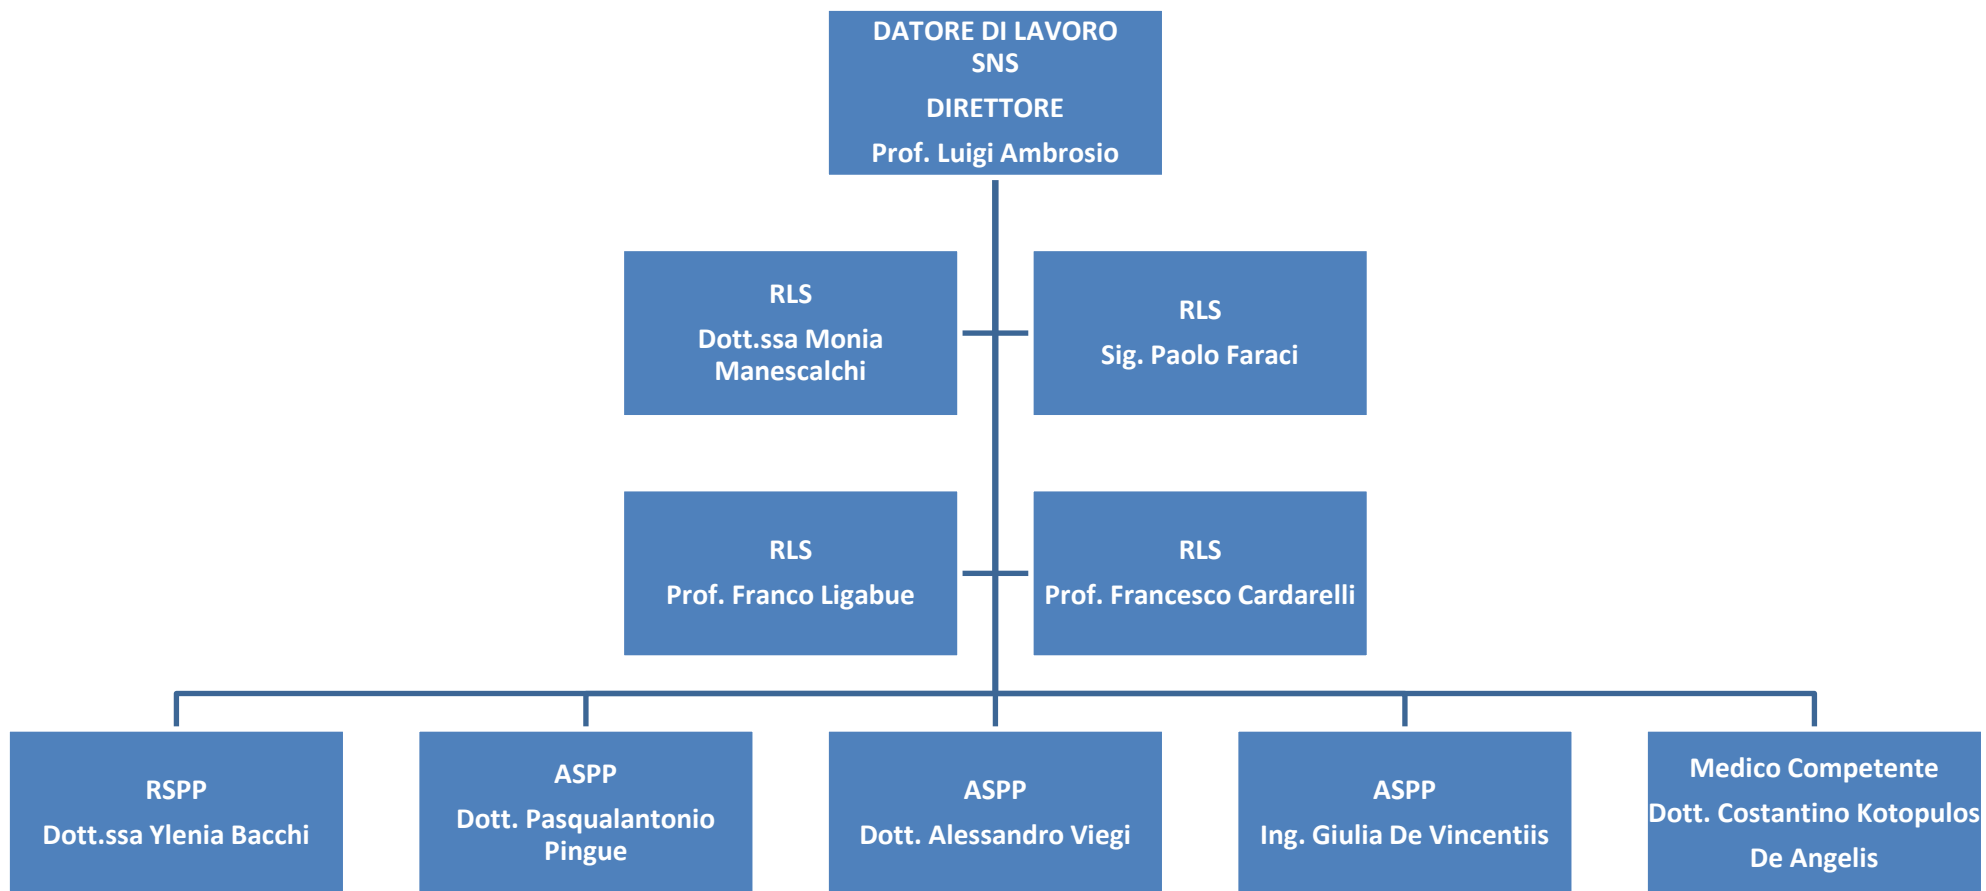 DATORE DI LAVORO
SNS
DIRETTORE
Prof. Luigi Ambrosio
RLS
Dott.ssa Monia
Manescalchi
RLS
Sig. Paolo Faraci
RLS
Prof. Franco Ligabue
RLS
Prof. Francesco Cardarelli
RSPP
Dott.ssa Ylenia Bacchi
ASPP
Dott. Pasqualantonio
Pingue
ASPP
Dott. Alessandro Viegi
ASPP
Ing. Giulia De Vincentiis
Medico Competente
Dott. Costantino Kotopulos
De Angelis